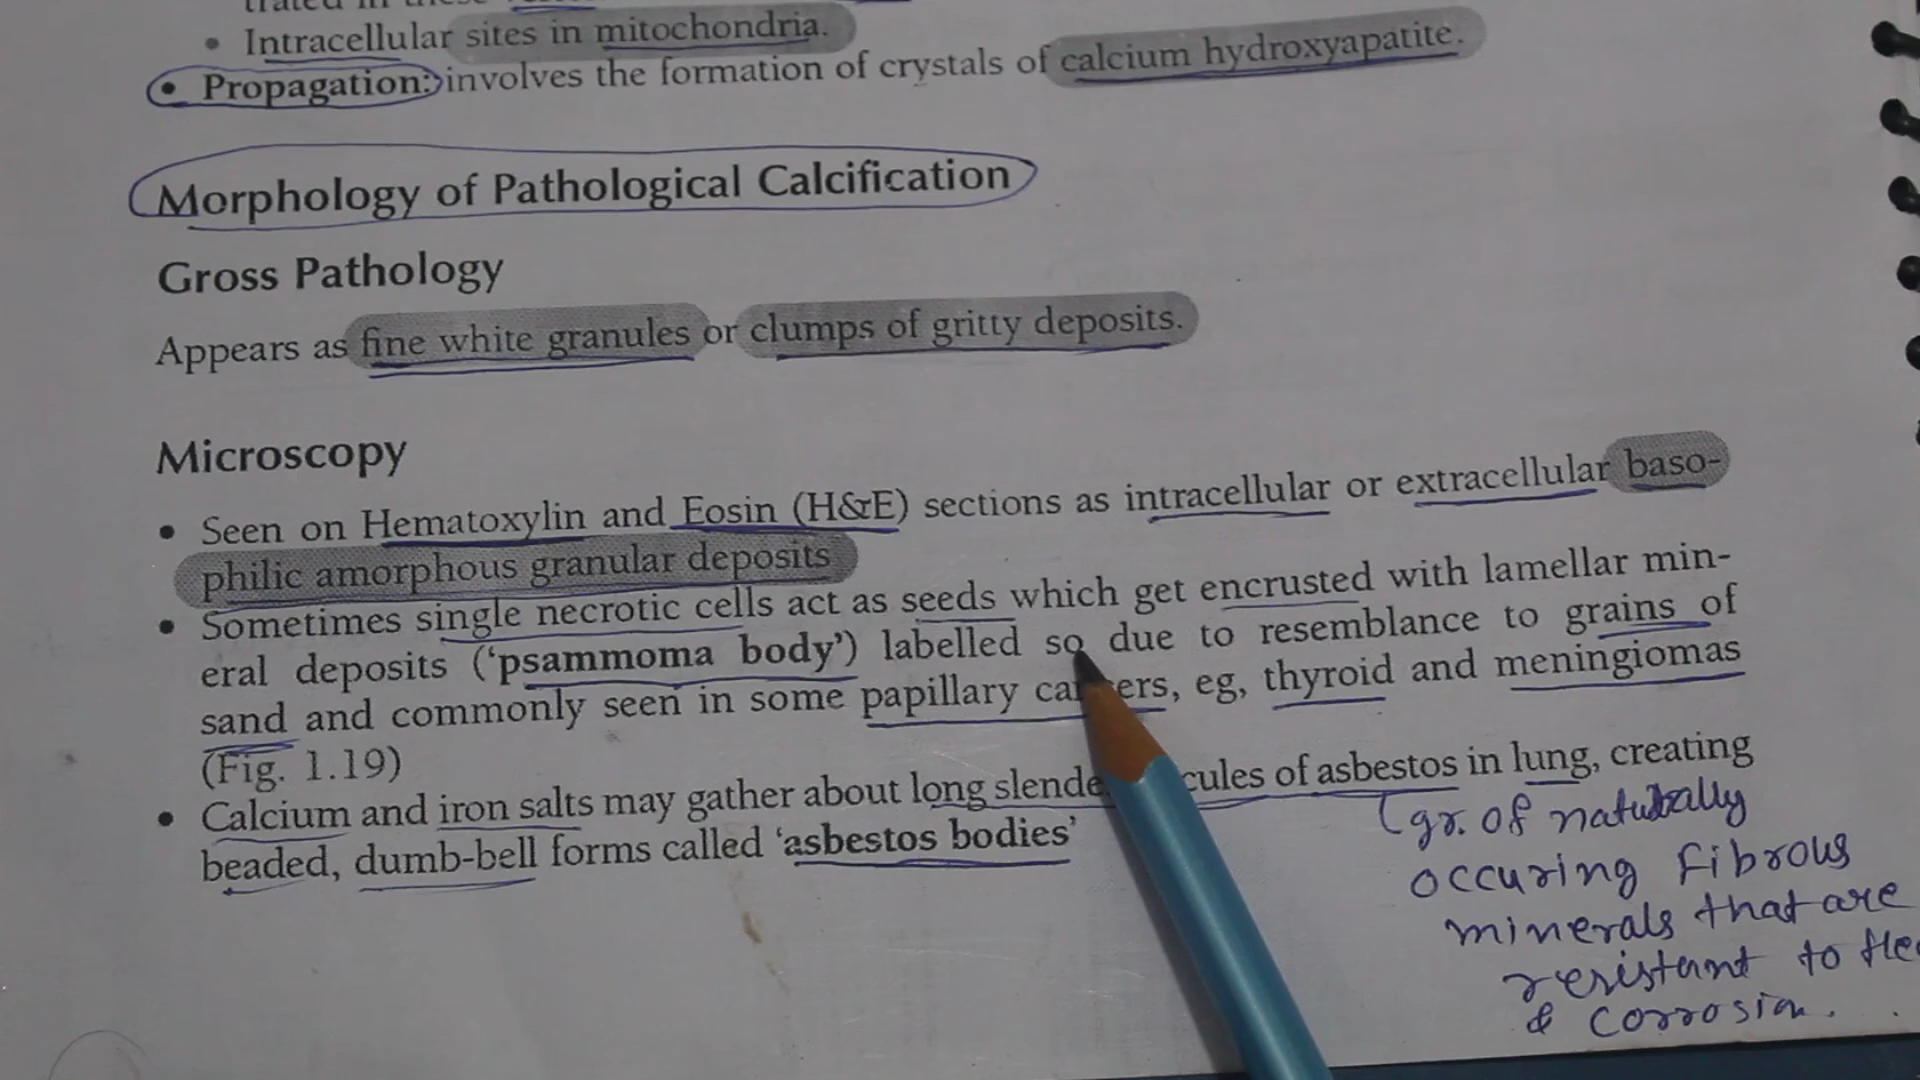 trated in these
• Intracellular sites in mitochondria.
• Propagation: involves the formation of crystals of calcium hydroxyapatite.
Morphology of Pathological Calcification
Gross Pathology
Appears as fine white granules or clumps of gritty deposits.
Microscopy
• Seen on Hematoxylin and Eosin (H&E) sections as intracellular or extracellular baso-
philic amorphous granular deposits
• Sometimes single necrotic cells act as seeds which get encrusted with lamellar min-
eral deposits (‘psammoma body’) labelled so due to resemblance to grains of
sand and commonly seen in some papillary cancers, eg, thyroid and meningiomas
(Fig. 1.19)
• Calcium and iron salts may gather about long slende cules of asbestos in lung, creating
beaded, dumb-bell forms called ‘asbestos bodies’
(gr. of naturally
occuring fibrous
minerals that are
resistant to
& corrosion.